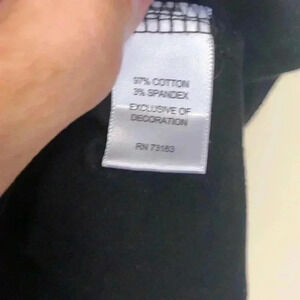 97% COTTON
3% SPANDEX
EXCLUSIVE OF
DECORATION
RN 73163